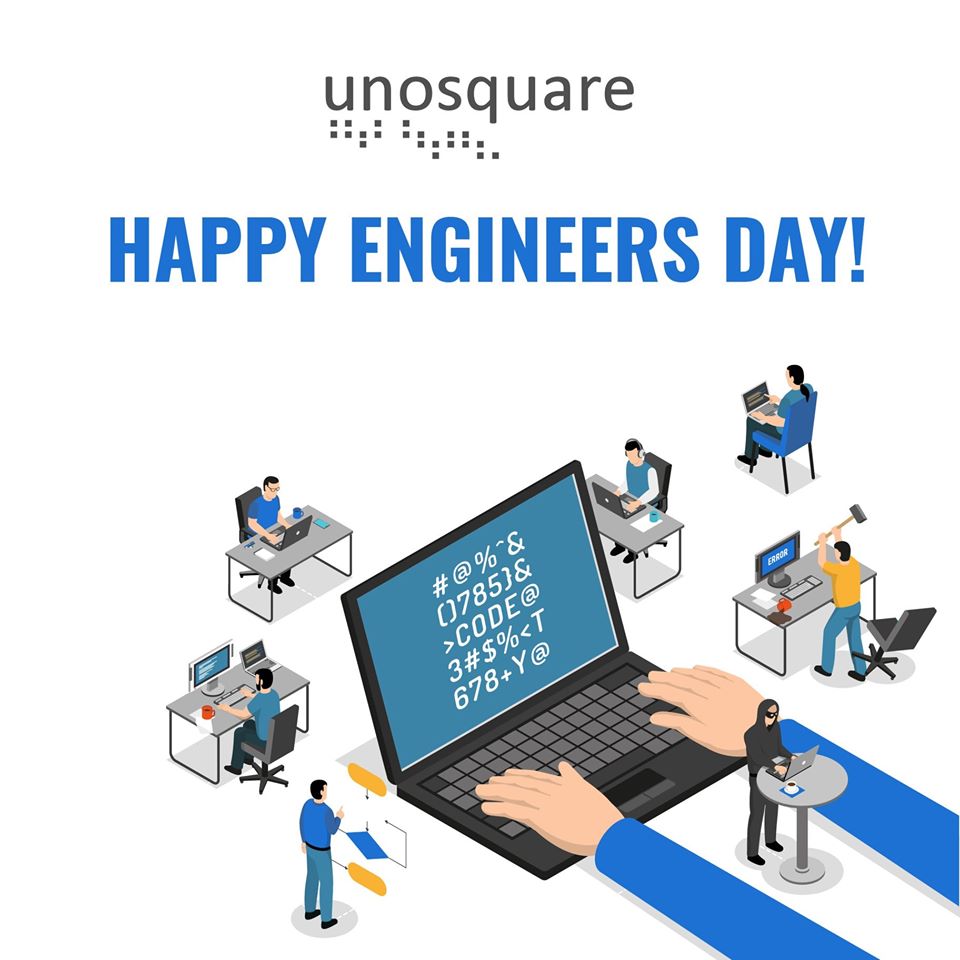 unosquare
HAPPY ENGINEERS DAY!
#@%^&
()785}&
>CODE@
3#$%<T
678+Y@
ERROR